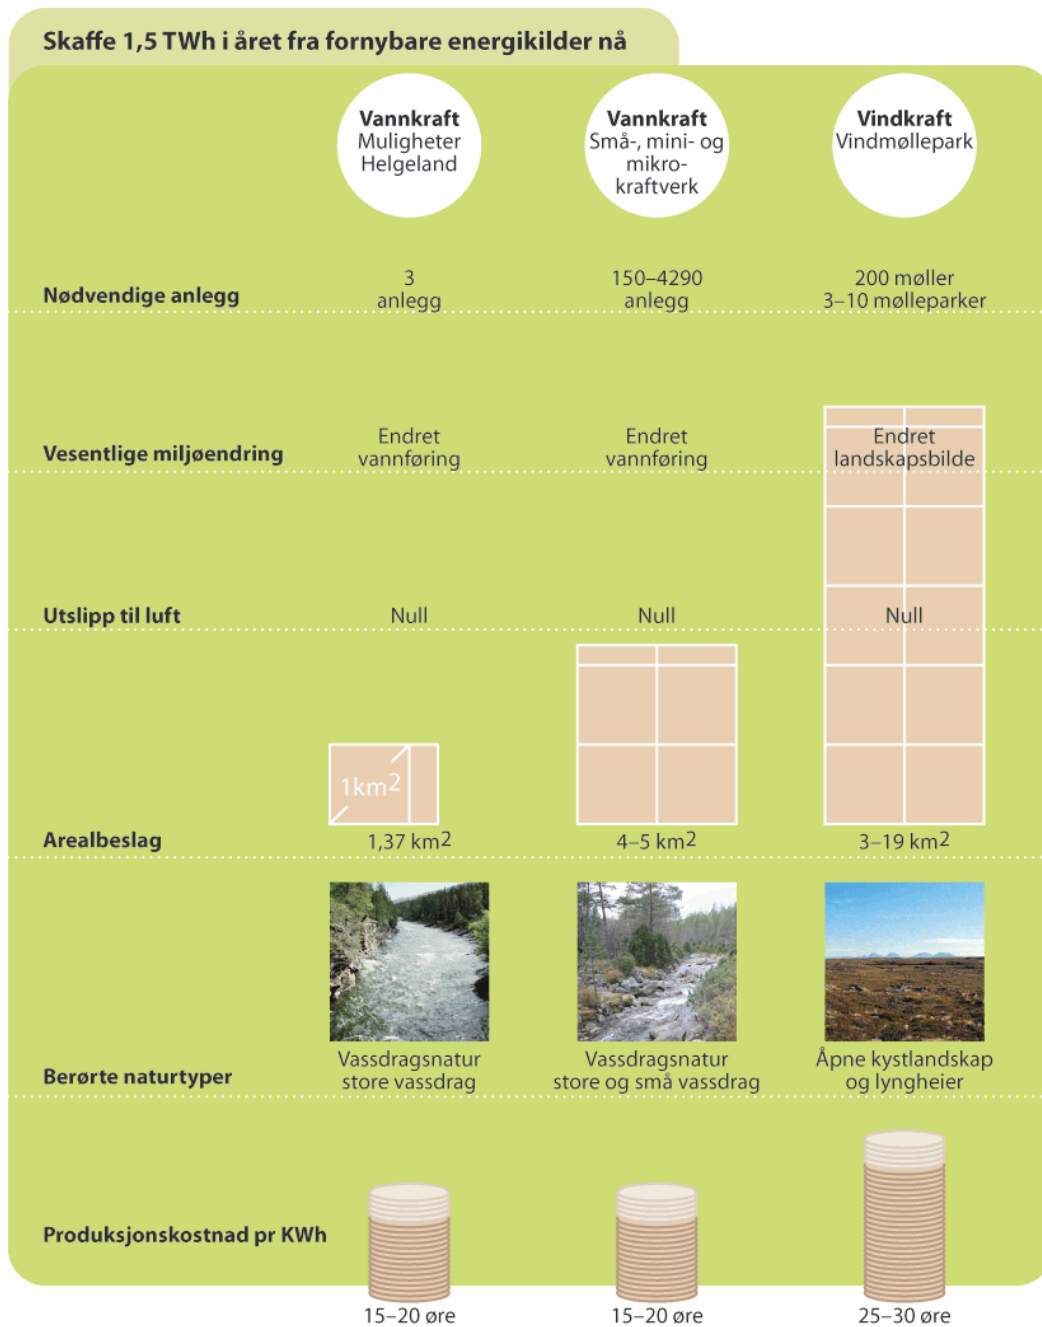 Skaffe 1,5 TWh i året fra fornybare energikilder nå
Vannkraft
Muligheter
Helgeland
Vannkraft
Små-, mini- og
mikro-
kraftverk
Vindkraft
Vindmøllepark
Nødvendige anlegg
3
anlegg
150–4290
anlegg
200 møller
3–10 mølleparker
Vesentlige miljøendring
Endret
vannføring
Endret
vannføring
Endret
landskapsbilde
Utslipp til luft
Null
Null
Null
1km²
Arealbeslag
1,37 km²
4–5 km²
3–19 km²
Berørte naturtyper
Vassdragsnatur
store vassdrag
Vassdragsnatur
store og små vassdrag
Åpne kystlandskap
og lyngheier
Produksjonskostnad pr KWh
15–20 øre
15–20 øre
25–30 øre